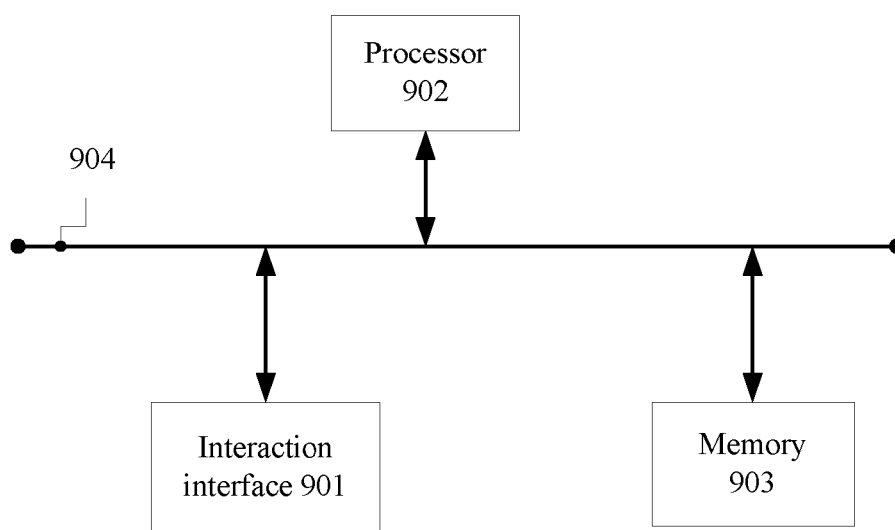 Processor
902
904
Interaction
interface 901
Memory
903